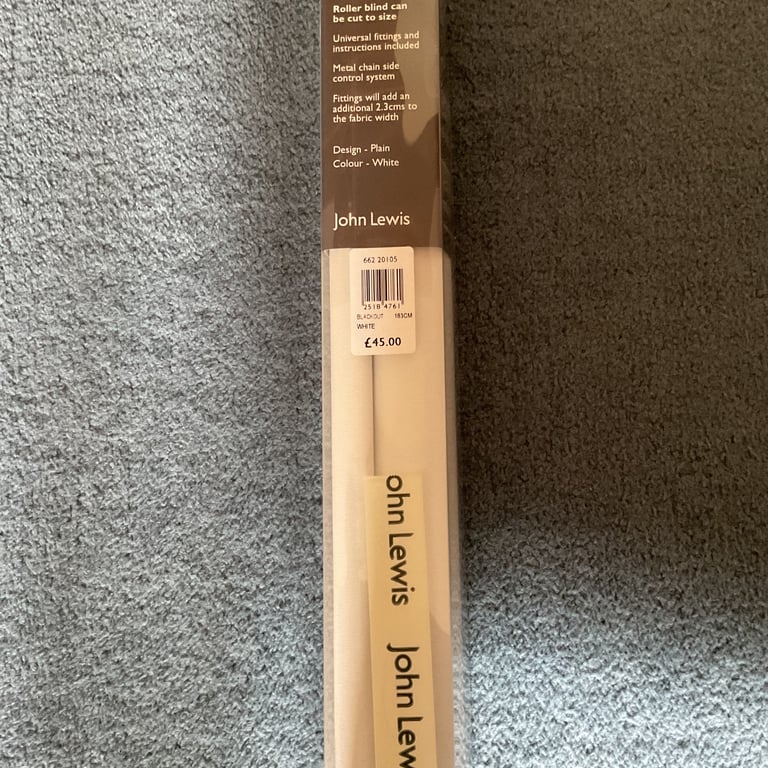 Roller blind can
be cut to size
Universal fittings and
instructions included
Metal chain side
control system
Fittings will add an
additional 2.3cms to
the fabric width
Design - Plain
Colour - White
John Lewis
662 20105
2518 4761
BLACKOUT 183CM
WHITE
£45.00
ohn Lewis
John Lew